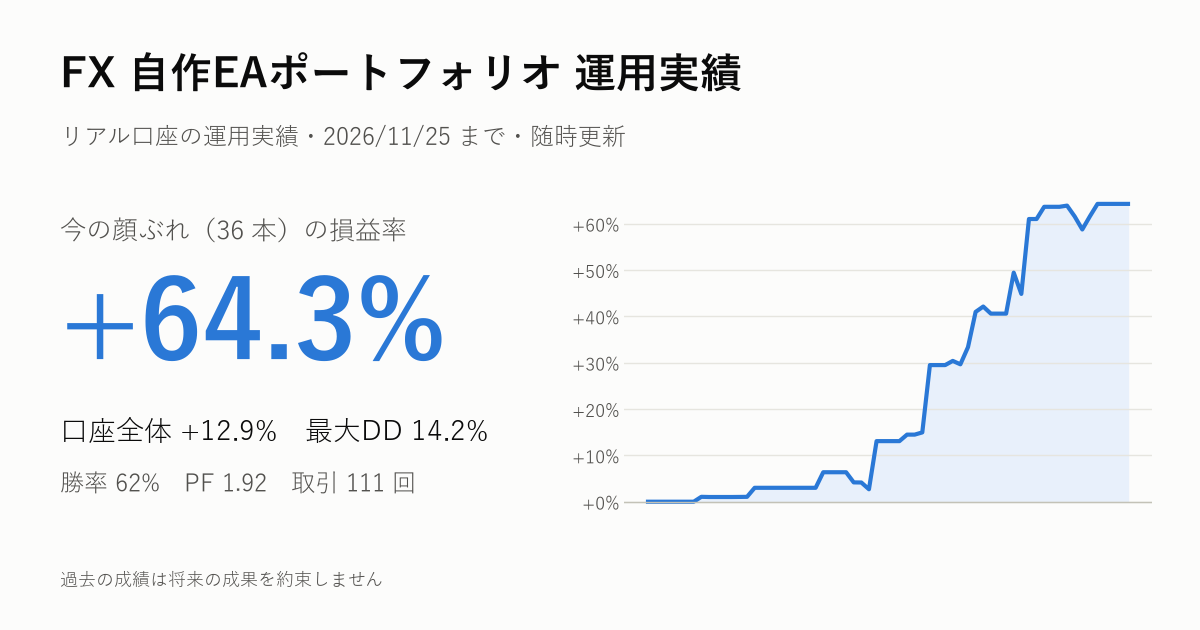 FX 自作EAポートフォリオ 運用実績
リアル口座の運用実績・2026/11/25 まで・随時更新
今の顔ぶれ（36 本）の損益率
+64.3%
口座全体 +12.9%　最大DD 14.2%
勝率 62%　PF 1.92　取引 111 回
+60%
+50%
+40%
+30%
+20%
+10%
+0%
過去の成績は将来の成果を約束しません